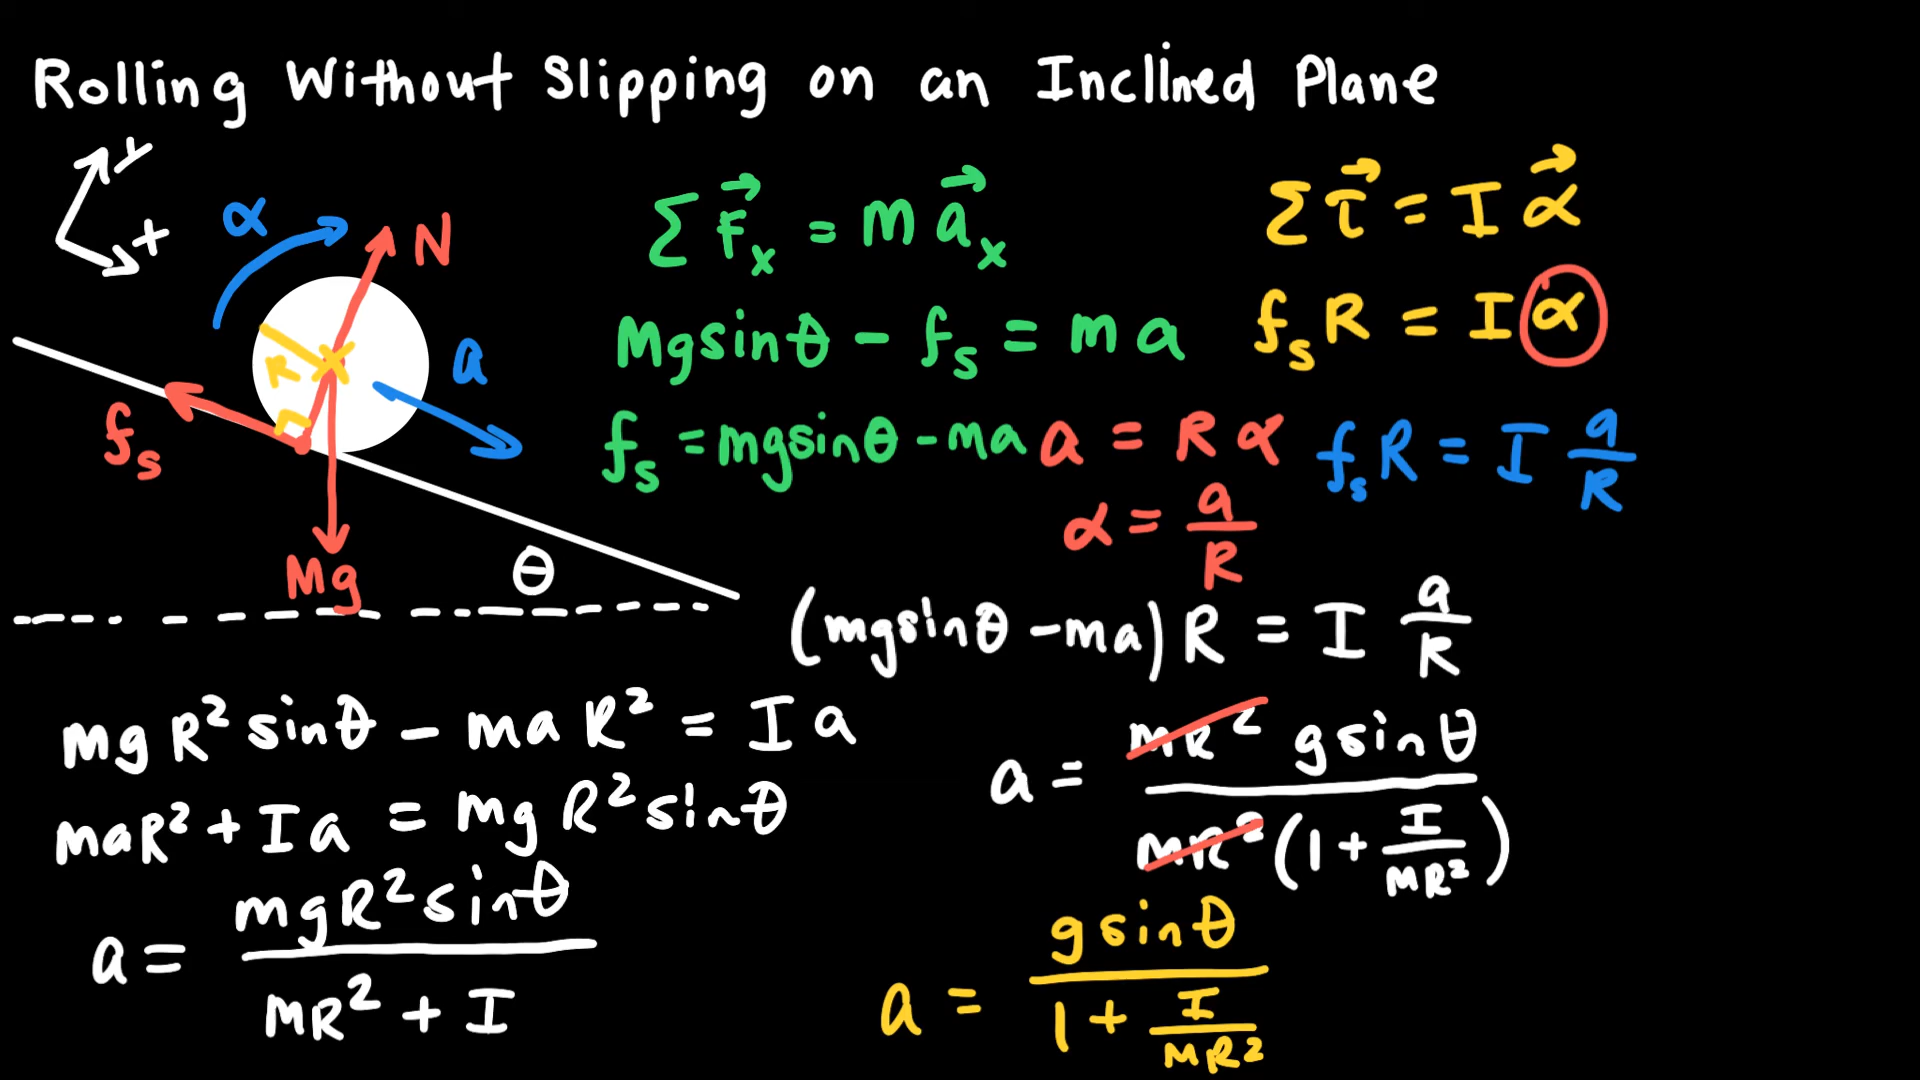 Rolling Without Slipping on an Inclined Plane
y
+
α
N
R
a
fₛ
Mg
θ
Σ F⃗ₓ = m a⃗ₓ
Mg sinθ - fₛ = m a
fₛ = mg sinθ - ma
a = R α
α = a/R
Σ τ⃗ = I α⃗
fₛ R = I α
fₛ R = I a/R
(mg sinθ - ma) R = I a/R
mg R² sinθ - ma R² = I a
maR² + I a = mg R² sinθ
a = mgR² sinθ / (MR² + I)
a = mR² g sinθ / (mR² (1 + I/MR²))
a = g sinθ / (1 + I/MR²)